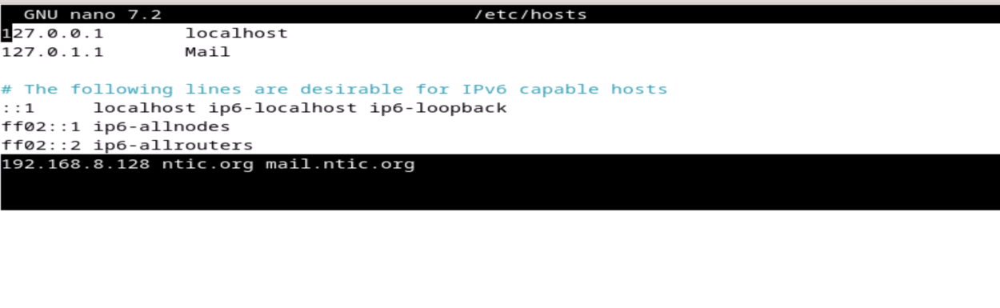 GNU nano 7.2 /etc/hosts
127.0.0.1 localhost
127.0.1.1 Mail
# The following lines are desirable for IPv6 capable hosts
::1 localhost ip6-localhost ip6-loopback
ff02::1 ip6-allnodes
ff02::2 ip6-allrouters
192.168.8.128 ntic.org mail.ntic.org